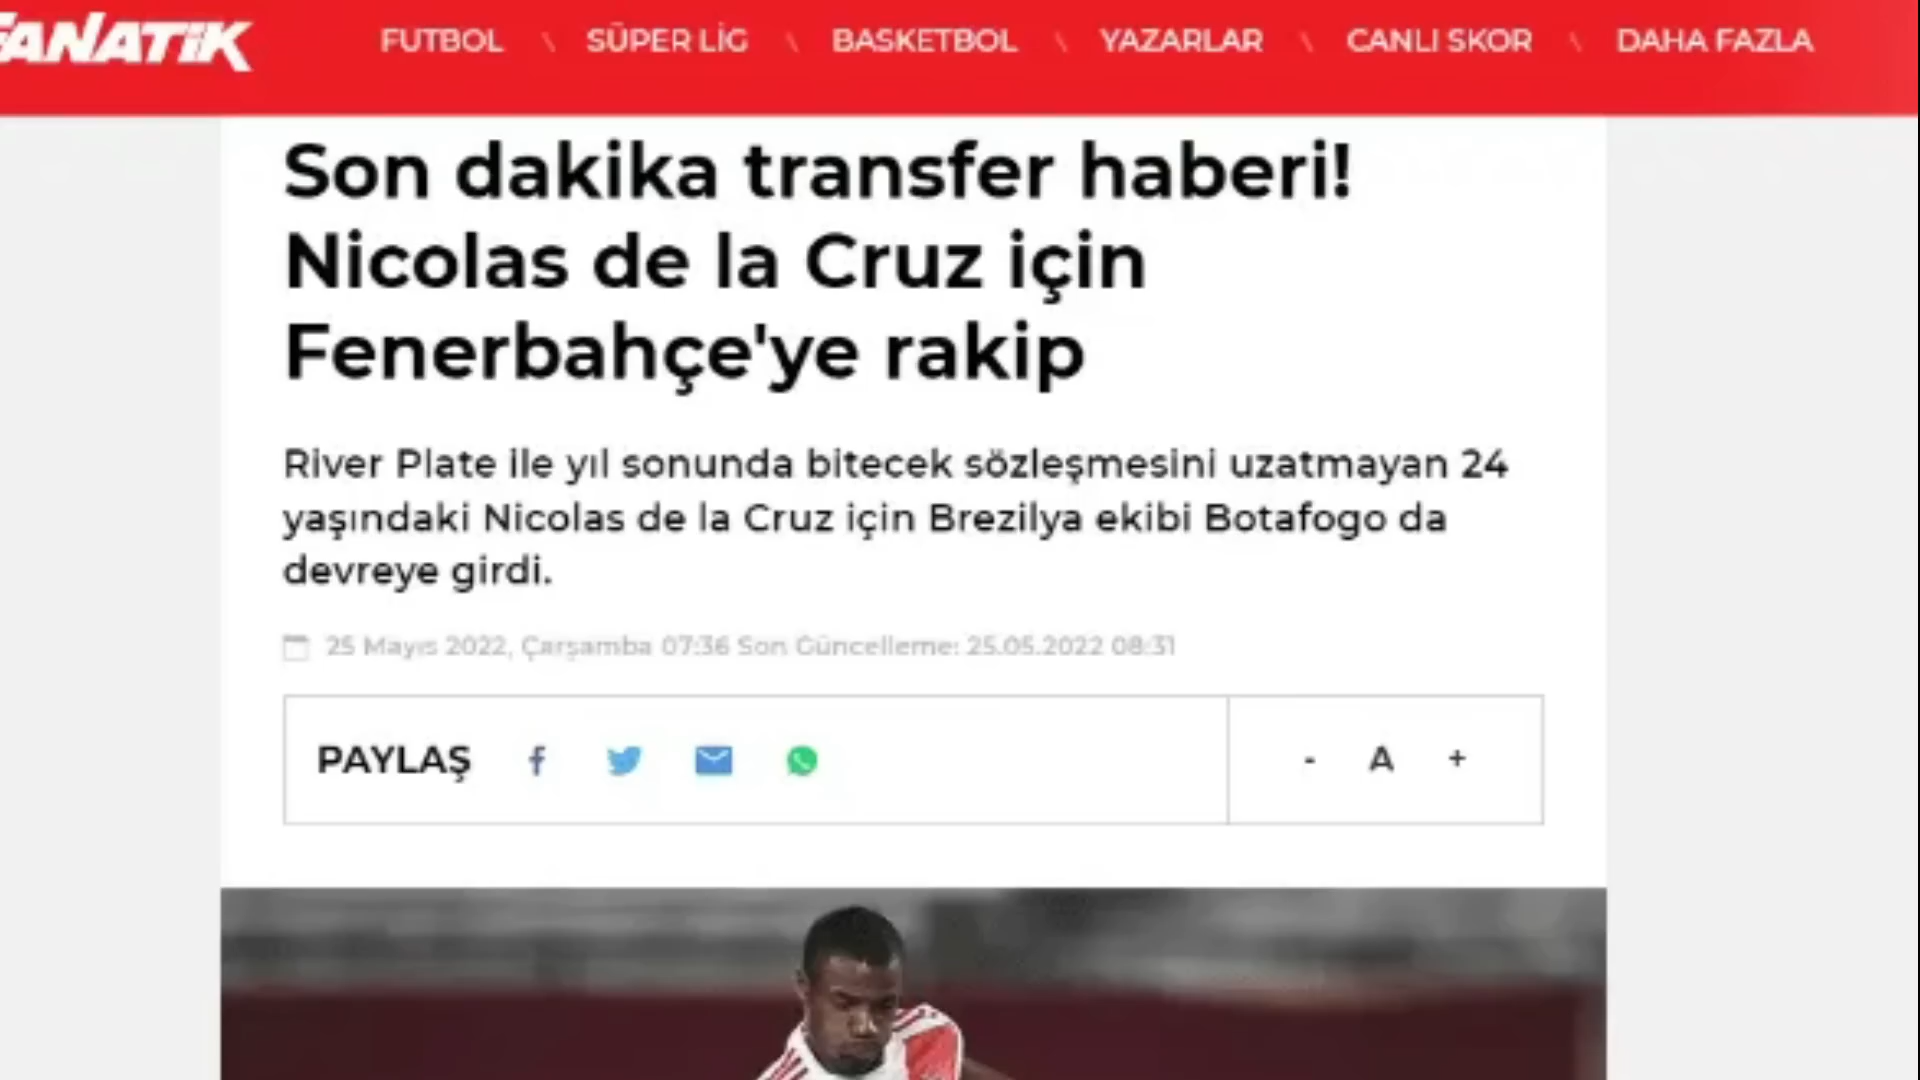 FANATİK
FUTBOL \ SÜPER LİG \ BASKETBOL \ YAZARLAR \ CANLI SKOR \ DAHA FAZLA
Son dakika transfer haberi!
Nicolas de la Cruz için
Fenerbahçe'ye rakip
River Plate ile yıl sonunda bitecek sözleşmesini uzatmayan 24
yaşındaki Nicolas de la Cruz için Brezilya ekibi Botafogo da
devreye girdi.
25 Mayıs 2022, Çarşamba 07:36 Son Güncelleme: 25.05.2022 08:31
PAYLAŞ - A +